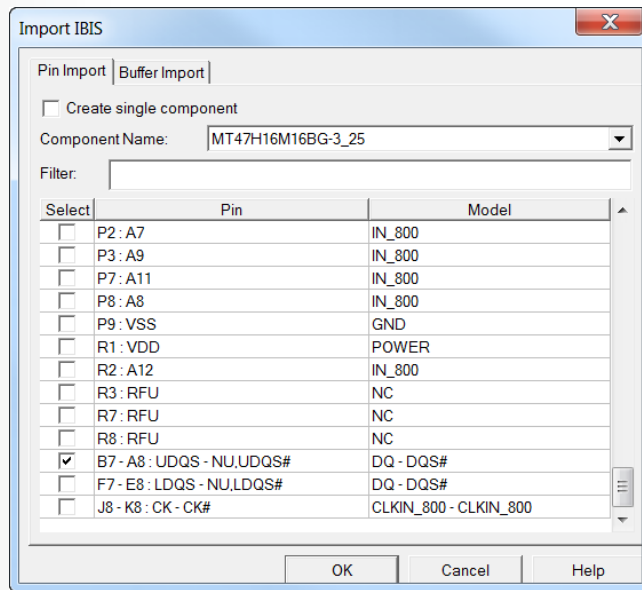 Import IBIS
Pin Import Buffer Import
Create single component
Component Name: MT47H16M16BG-3_25
Filter:
Select Pin Model
P2 : A7 IN_800
P3 : A9 IN_800
P7 : A11 IN_800
P8 : A8 IN_800
P9 : VSS GND
R1 : VDD POWER
R2 : A12 IN_800
R3 : RFU NC
R7 : RFU NC
R8 : RFU NC
B7 - A8 : UDQS - NU,UDQS# DQ - DQS#
F7 - E8 : LDQS - NU,LDQS# DQ - DQS#
J8 - K8 : CK - CK# CLKIN_800 - CLKIN_800
OK Cancel Help